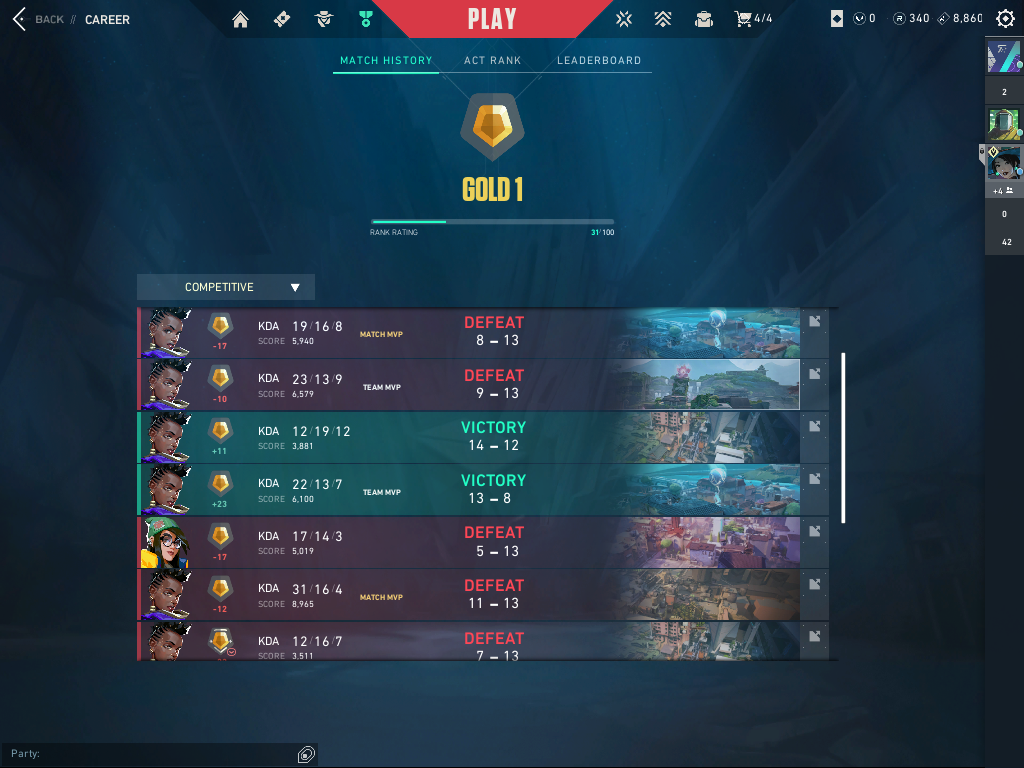 BACK // CAREER
PLAY
4/4
0
340
8,860
MATCH HISTORY
ACT RANK
LEADERBOARD
2
+4
0
42
GOLD 1
RANK RATING
31/100
COMPETITIVE
-17
KDA 19/16/8
SCORE 5,940
MATCH MVP
DEFEAT
8 – 13
-10
KDA 23/13/9
SCORE 6,579
TEAM MVP
DEFEAT
9 – 13
+11
KDA 12/19/12
SCORE 3,881
VICTORY
14 – 12
+23
KDA 22/13/7
SCORE 6,100
TEAM MVP
VICTORY
13 – 8
-17
KDA 17/14/3
SCORE 5,019
DEFEAT
5 – 13
-12
KDA 31/16/4
SCORE 8,965
MATCH MVP
DEFEAT
11 – 13
KDA 12/16/7
SCORE 3,511
DEFEAT
7 – 13
Party: